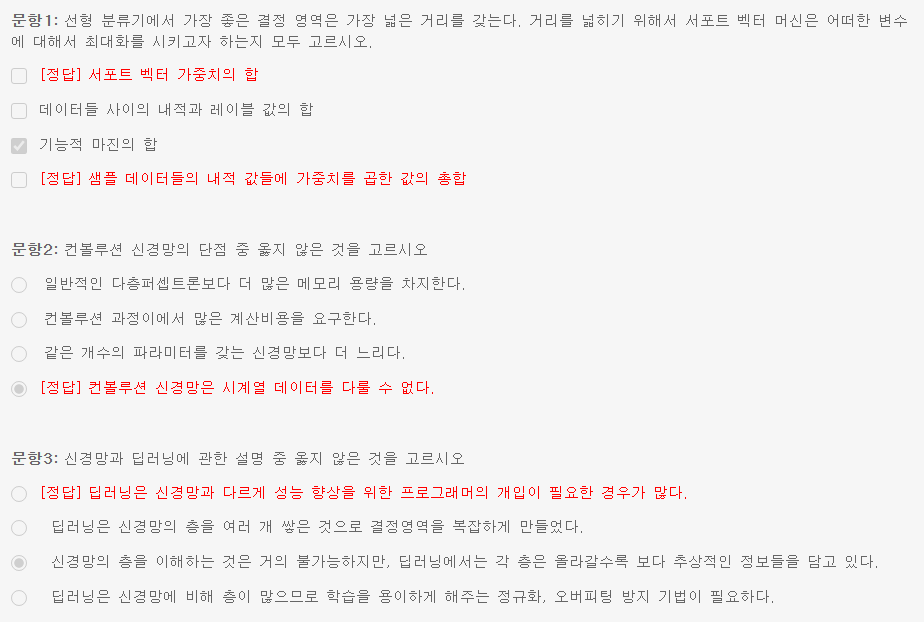 문항1: 선형 분류기에서 가장 좋은 결정 영역은 가장 넓은 거리를 갖는다. 거리를 넓히기 위해서 서포트 벡터 머신은 어떠한 변수
에 대해서 최대화를 시키고자 하는지 모두 고르시오.
[정답] 서포트 벡터 가중치의 합
데이터들 사이의 내적과 레이블 값의 합
기능적 마진의 합
[정답] 샘플 데이터들의 내적 값들에 가중치를 곱한 값의 총합
문항2: 컨볼루션 신경망의 단점 중 옳지 않은 것을 고르시오
일반적인 다층퍼셉트론보다 더 많은 메모리 용량을 차지한다.
컨볼루션 과정이에서 많은 계산비용을 요구한다.
같은 개수의 파라미터를 갖는 신경망보다 더 느리다.
[정답] 컨볼루션 신경망은 시계열 데이터를 다룰 수 없다.
문항3: 신경망과 딥러닝에 관한 설명 중 옳지 않은 것을 고르시오
[정답] 딥러닝은 신경망과 다르게 성능 향상을 위한 프로그래머의 개입이 필요한 경우가 많다.
딥러닝은 신경망의 층을 여러 개 쌓은 것으로 결정영역을 복잡하게 만들었다.
신경망의 층을 이해하는 것은 거의 불가능하지만, 딥러닝에서는 각 층은 올라갈수록 보다 추상적인 정보들을 담고 있다.
딥러닝은 신경망에 비해 층이 많으므로 학습을 용이하게 해주는 정규화, 오버피팅 방지 기법이 필요하다.